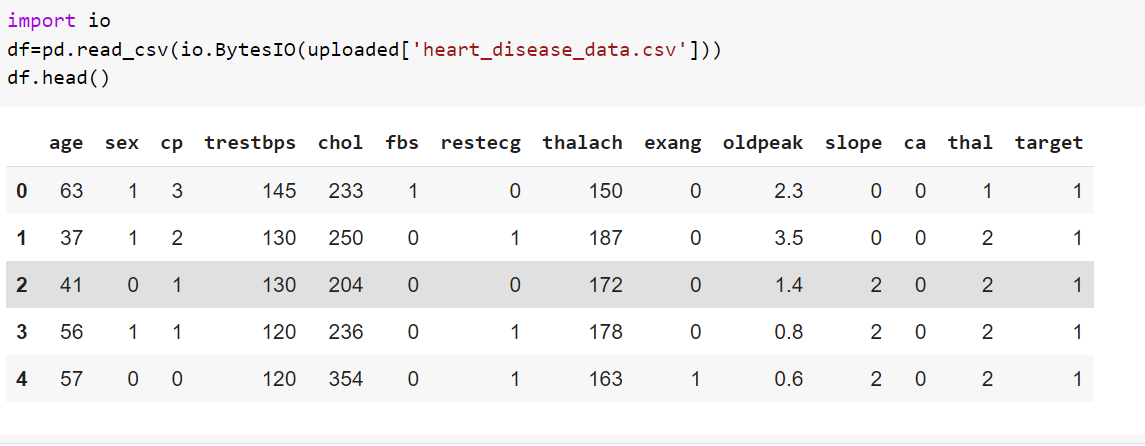 import io
df=pd.read_csv(io.BytesIO(uploaded['heart_disease_data.csv']))
df.head()
age sex cp trestbps chol fbs restecg thalach exang oldpeak slope ca thal target
0 63 1 3 145 233 1 0 150 0 2.3 0 0 1 1
1 37 1 2 130 250 0 1 187 0 3.5 0 0 2 1
2 41 0 1 130 204 0 0 172 0 1.4 2 0 2 1
3 56 1 1 120 236 0 1 178 0 0.8 2 0 2 1
4 57 0 0 120 354 0 1 163 1 0.6 2 0 2 1